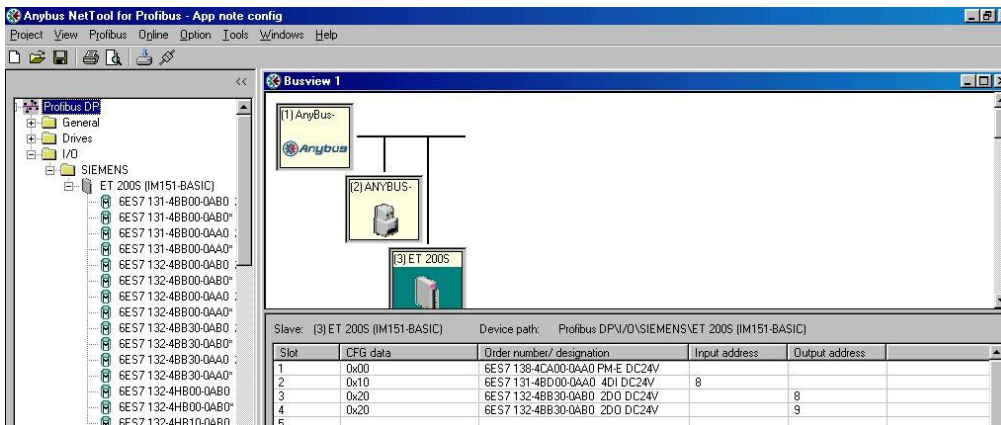 Anybus NetTool for Profibus - App note config
Project View Profibus Online Option Tools Windows Help
<<
Profibus DP
General
Drives
I/O
SIEMENS
ET 200S (IM151-BASIC)
6ES7 131-4BB00-0AB0
6ES7 131-4BB00-0AB0*
6ES7 131-4BB00-0AA0
6ES7 131-4BB00-0AA0*
6ES7 132-4BB00-0AB0
6ES7 132-4BB00-0AB0*
6ES7 132-4BB00-0AA0
6ES7 132-4BB00-0AA0*
6ES7 132-4BB30-0AB0
6ES7 132-4BB30-0AB0*
6ES7 132-4BB30-0AA0
6ES7 132-4BB30-0AA0*
6ES7 132-4HB00-0AB0
6ES7 132-4HB00-0AB0*
6ES7 132-4HB10-0AB0
Busview 1
(1) AnyBus-
Anybus
(2) ANYBUS-
(3) ET 200S
Slave: (3) ET 200S (IM151-BASIC) Device path: Profibus DP\I/O\SIEMENS\ET 200S (IM151-BASIC)
Slot CFG data Order number/ designation Input address Output address
1 0x00 6ES7 138-4CA00-0AA0 PM-E DC24V
2 0x10 6ES7 131-4BD00-0AA0 4DI DC24V 8
3 0x20 6ES7 132-4BB30-0AB0 2DO DC24V 8
4 0x20 6ES7 132-4BB30-0AB0 2DO DC24V 9
5